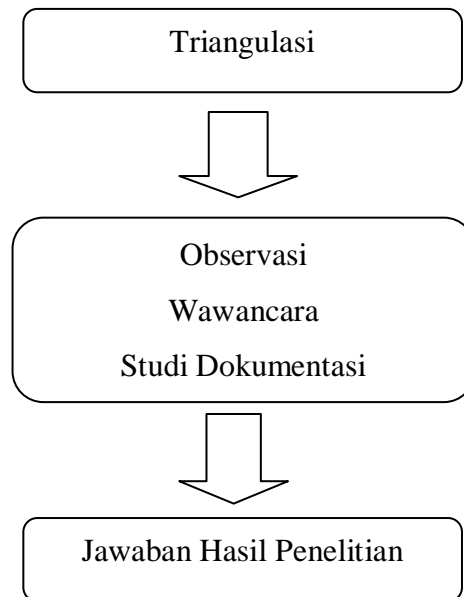 Triangulasi
Observasi
Wawancara
Studi Dokumentasi
Jawaban Hasil Penelitian